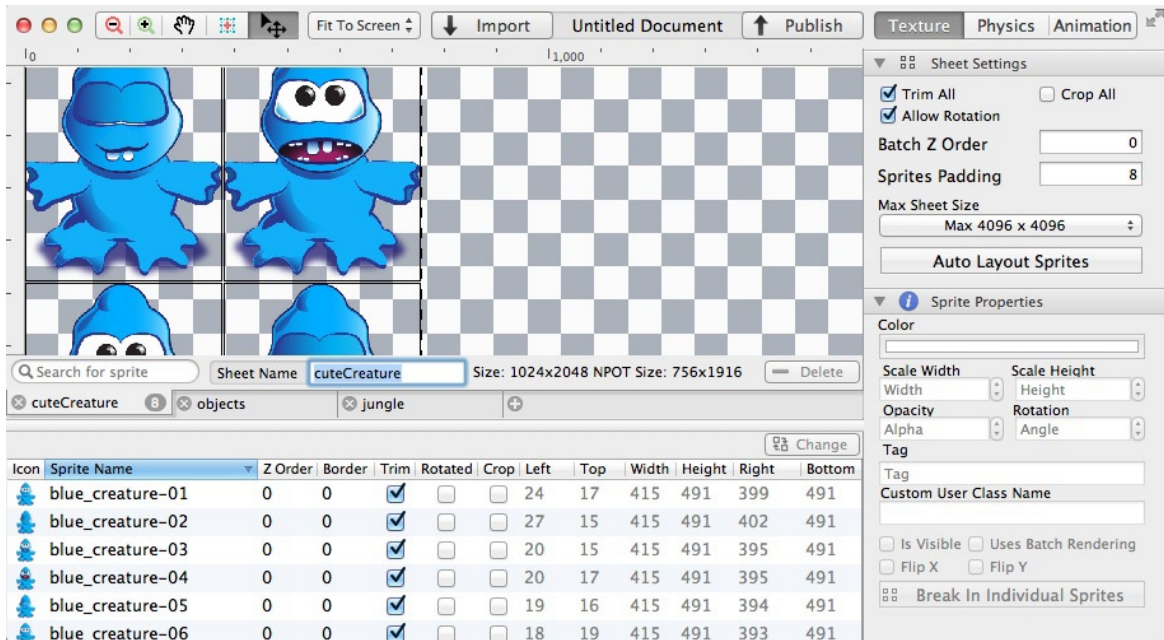 Fit To Screen
Import
Untitled Document
Publish
Texture
Physics
Animation
0
1,000
Sheet Settings
Trim All
Crop All
Allow Rotation
Batch Z Order
0
Sprites Padding
8
Max Sheet Size
Max 4096 x 4096
Auto Layout Sprites
Sprite Properties
Color
Scale Width
Scale Height
Width
Height
Opacity
Rotation
Alpha
Angle
Tag
Tag
Custom User Class Name
Is Visible
Uses Batch Rendering
Flip X
Flip Y
Break In Individual Sprites
Search for sprite
Sheet Name
cuteCreature
Size: 1024x2048 NPOT Size: 756x1916
Delete
cuteCreature
8
objects
jungle
Change
Icon Sprite Name Z Order Border Trim Rotated Crop Left Top Width Height Right Bottom
blue_creature-01 0 0 24 17 415 491 399 491
blue_creature-02 0 0 27 15 415 491 402 491
blue_creature-03 0 0 20 15 415 491 395 491
blue_creature-04 0 0 20 17 415 491 395 491
blue_creature-05 0 0 19 16 415 491 394 491
blue_creature-06 0 0 18 19 415 491 393 491